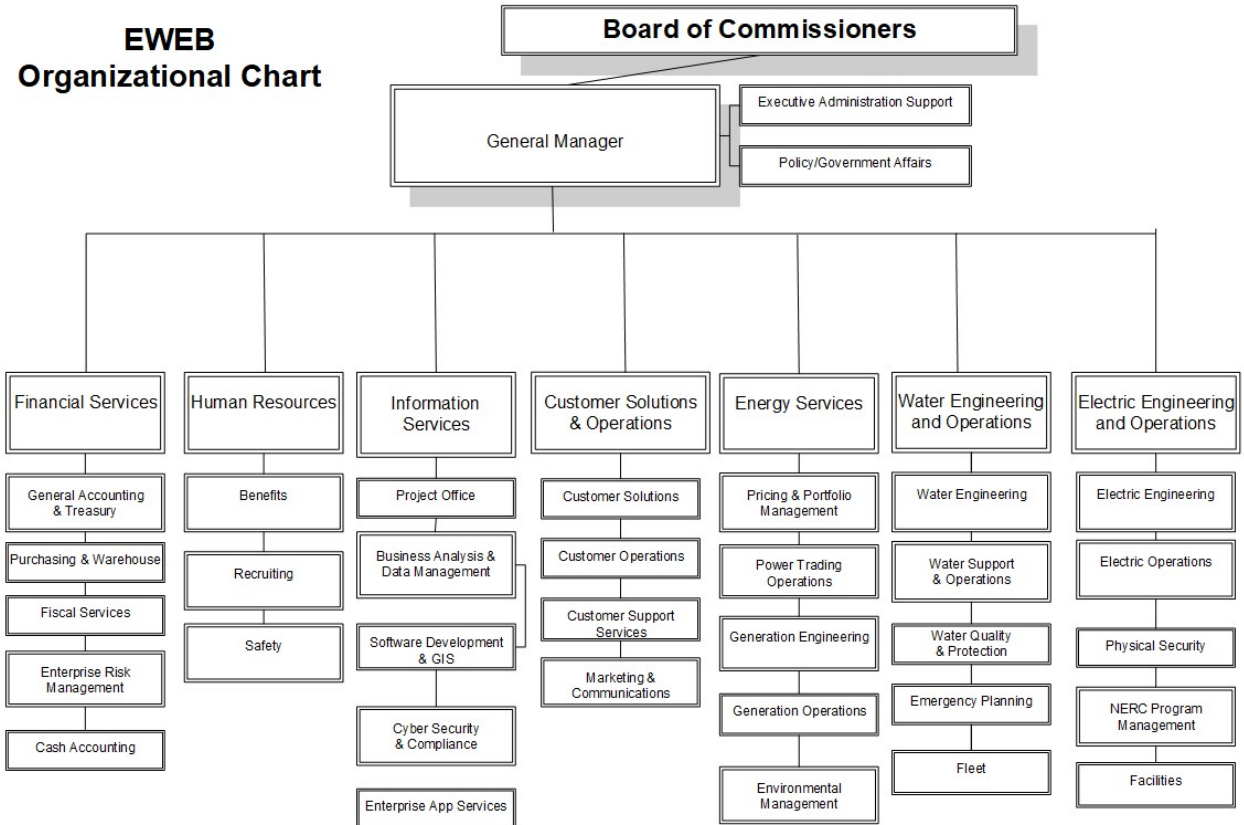 EWEB
Organizational Chart
Board of Commissioners
General Manager
Executive Administration Support
Policy/Government Affairs
Financial Services
General Accounting
& Treasury
Purchasing & Warehouse
Fiscal Services
Enterprise Risk
Management
Cash Accounting
Human Resources
Benefits
Recruiting
Safety
Information
Services
Project Office
Business Analysis &
Data Management
Software Development
& GIS
Cyber Security
& Compliance
Enterprise App Services
Customer Solutions
& Operations
Customer Solutions
Customer Operations
Customer Support
Services
Marketing &
Communications
Energy Services
Pricing & Portfolio
Management
Power Trading
Operations
Generation Engineering
Generation Operations
Environmental
Management
Water Engineering
and Operations
Water Engineering
Water Support
& Operations
Water Quality
& Protection
Emergency Planning
Fleet
Electric Engineering
and Operations
Electric Engineering
Electric Operations
Physical Security
NERC Program
Management
Facilities